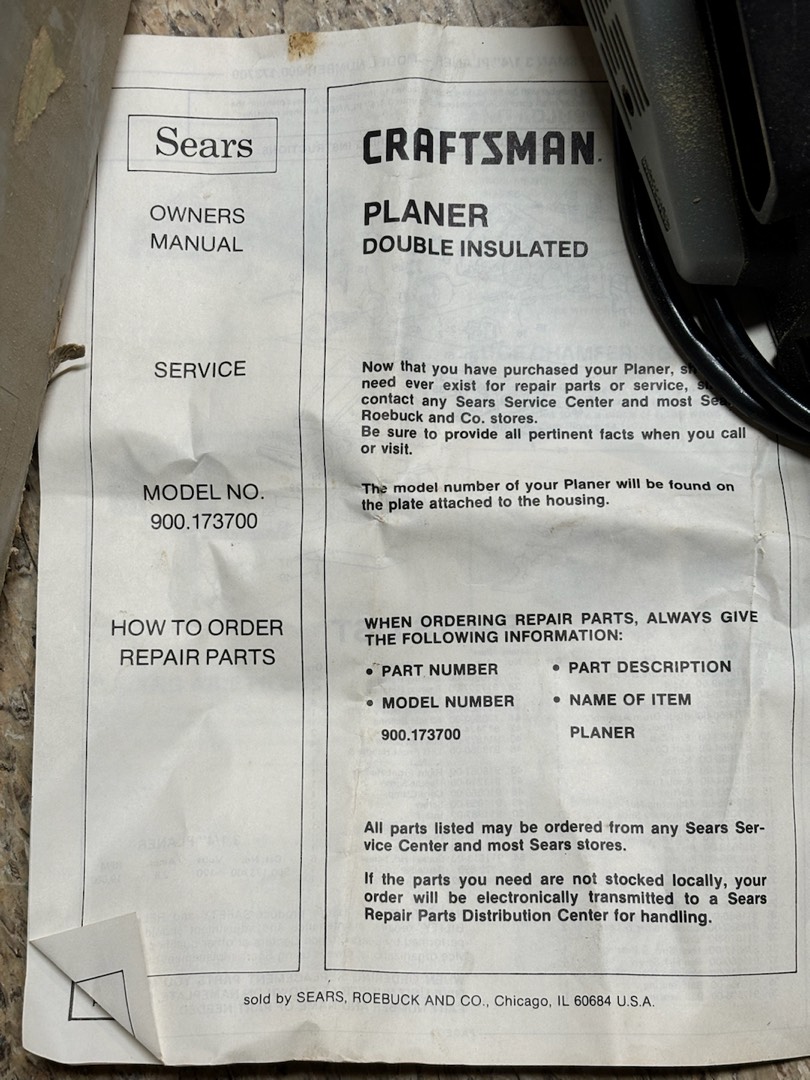 Sears
OWNERS
MANUAL
SERVICE
MODEL NO.
900.173700
HOW TO ORDER
REPAIR PARTS
CRAFTSMAN
PLANER
DOUBLE INSULATED
Now that you have purchased your Planer,
need ever exist for repair parts or service,
contact any Sears Service Center and most
Roebuck and Co. stores.
Be sure to provide all pertinent facts when you call
or visit.
The model number of your Planer will be found on
the plate attached to the housing.
WHEN ORDERING REPAIR PARTS, ALWAYS GIVE
THE FOLLOWING INFORMATION:
• PART NUMBER • PART DESCRIPTION
• MODEL NUMBER • NAME OF ITEM
900.173700 PLANER
All parts listed may be ordered from any Sears Ser-
vice Center and most Sears stores.
If the parts you need are not stocked locally, your
order will be electronically transmitted to a Sears
Repair Parts Distribution Center for handling.
sold by SEARS, ROEBUCK AND CO., Chicago, IL 60684 U.S.A.